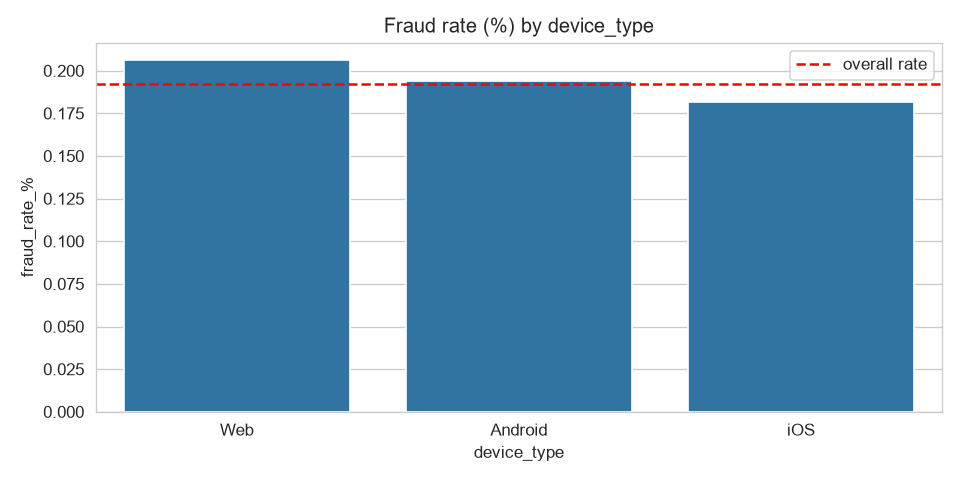 Fraud rate (%) by device_type
overall rate
fraud_rate_%
0.200
0.175
0.150
0.125
0.100
0.075
0.050
0.025
0.000
Web Android iOS
device_type